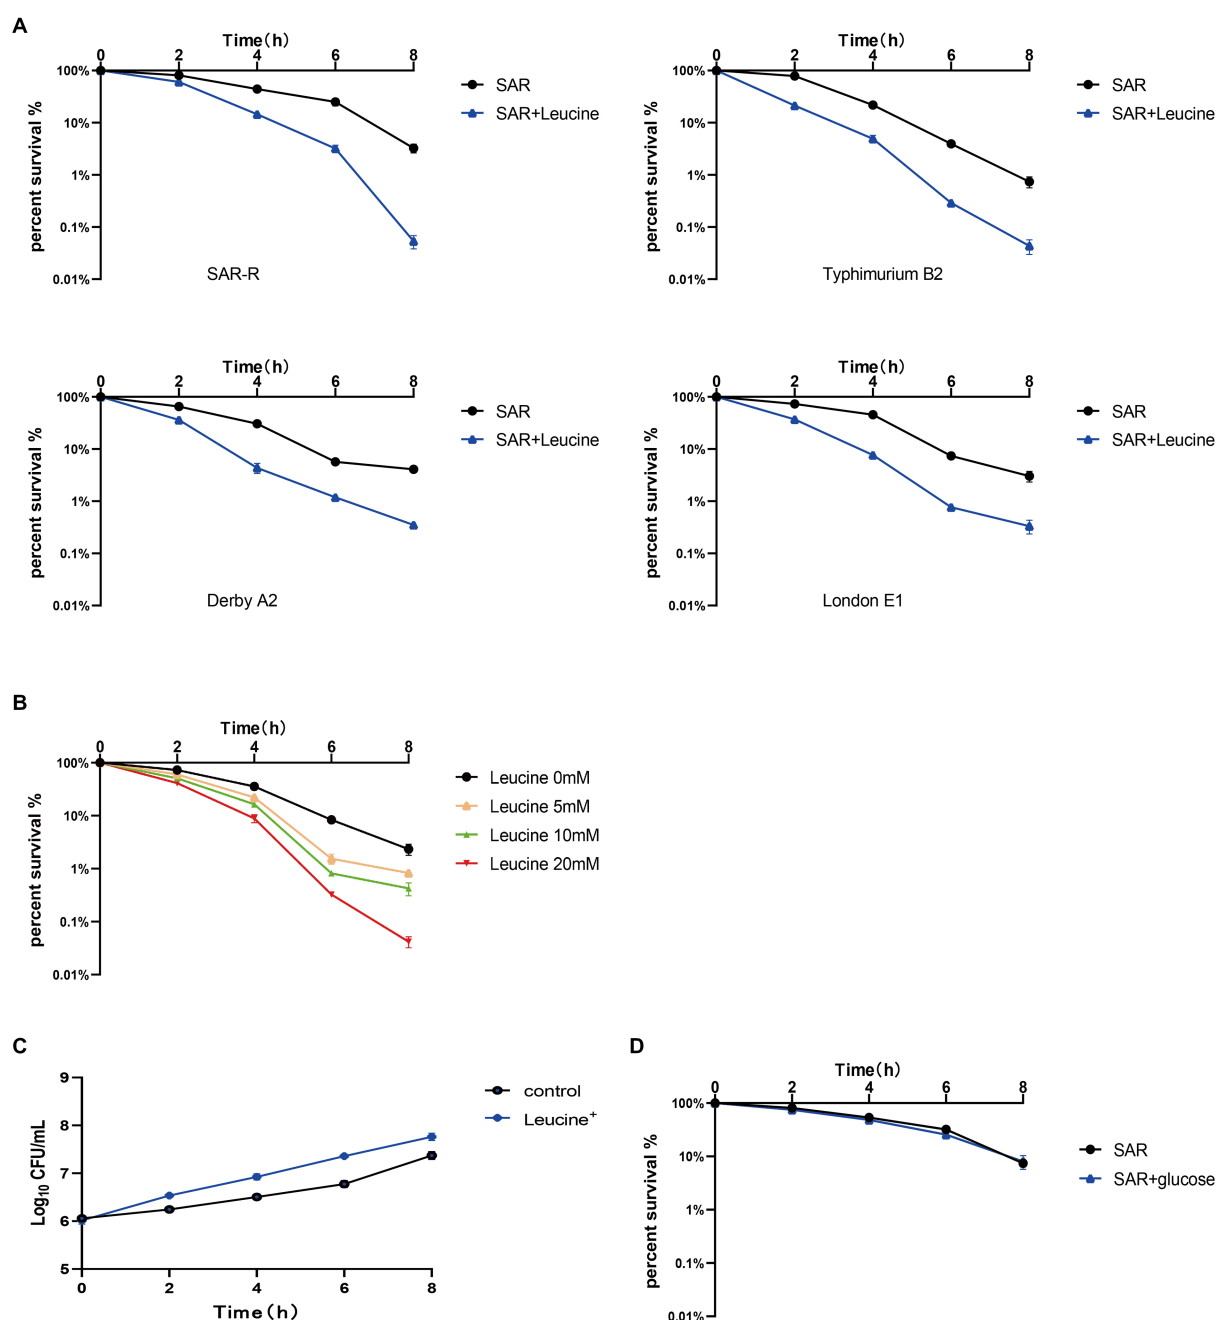 A
Time(h)
0 2 4 6 8
100%
10%
1%
0.1%
0.01%
percent survival %
SAR-R
SAR
SAR+Leucine
Time(h)
0 2 4 6 8
100%
10%
1%
0.1%
0.01%
percent survival %
Typhimurium B2
SAR
SAR+Leucine
Time(h)
0 2 4 6 8
100%
10%
1%
0.1%
0.01%
percent survival %
Derby A2
SAR
SAR+Leucine
Time(h)
0 2 4 6 8
100%
10%
1%
0.1%
0.01%
percent survival %
London E1
SAR
SAR+Leucine
B
Time(h)
0 2 4 6 8
100%
10%
1%
0.1%
0.01%
percent survival %
Leucine 0mM
Leucine 5mM
Leucine 10mM
Leucine 20mM
C
9
8
7
6
5
Log10 CFU/mL
0 2 4 6 8
Time(h)
control
Leucine+
D
Time(h)
0 2 4 6 8
100%
10%
1%
0.1%
0.01%
percent survival %
SAR
SAR+glucose